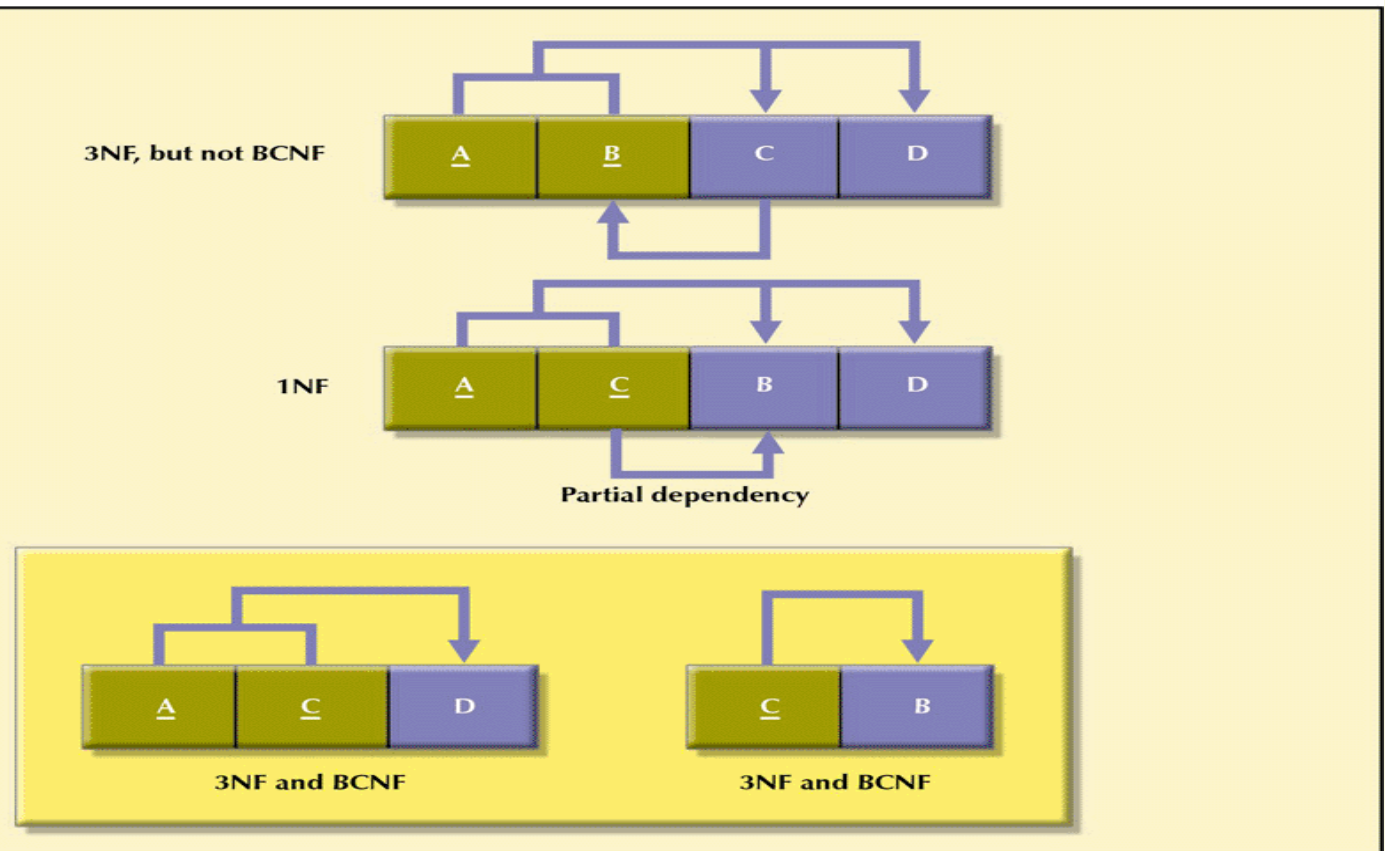 3NF, but not BCNF A B C D
1NF A C B D
Partial dependency
A C D C B
3NF and BCNF 3NF and BCNF